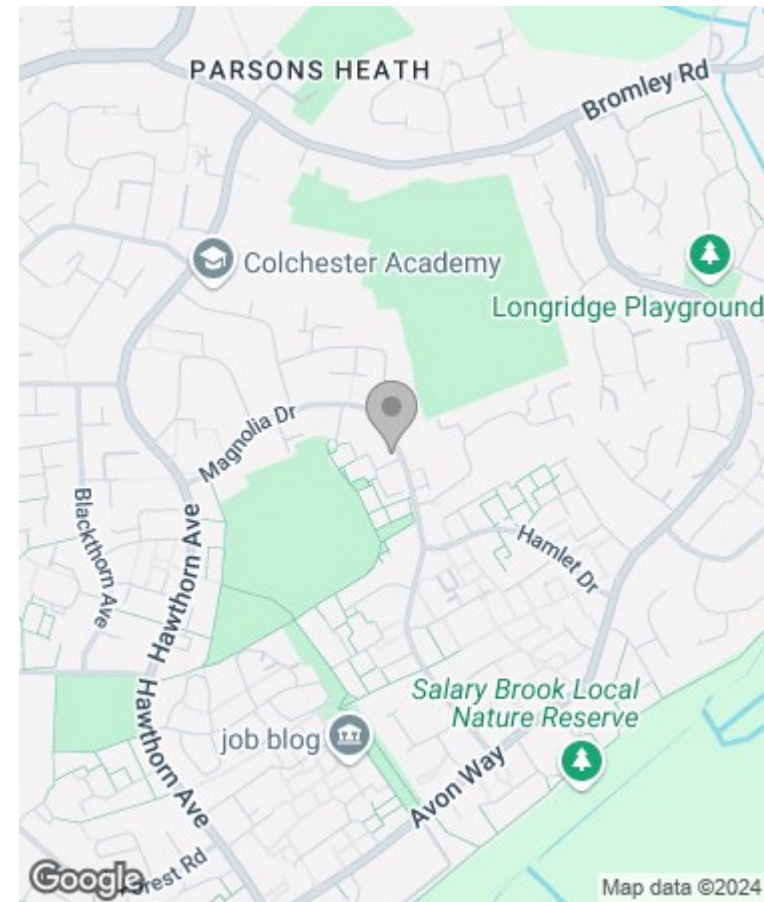 PARSONS HEATH
Bromley Rd
Colchester Academy
Longridge Playground
Magnolia Dr
Blackthorn Ave
Hawthorn Ave
Hamlet Dr
Salary Brook Local
Nature Reserve
job blog
Hawthorn Ave
Avon Way
Google
Map data ©2024